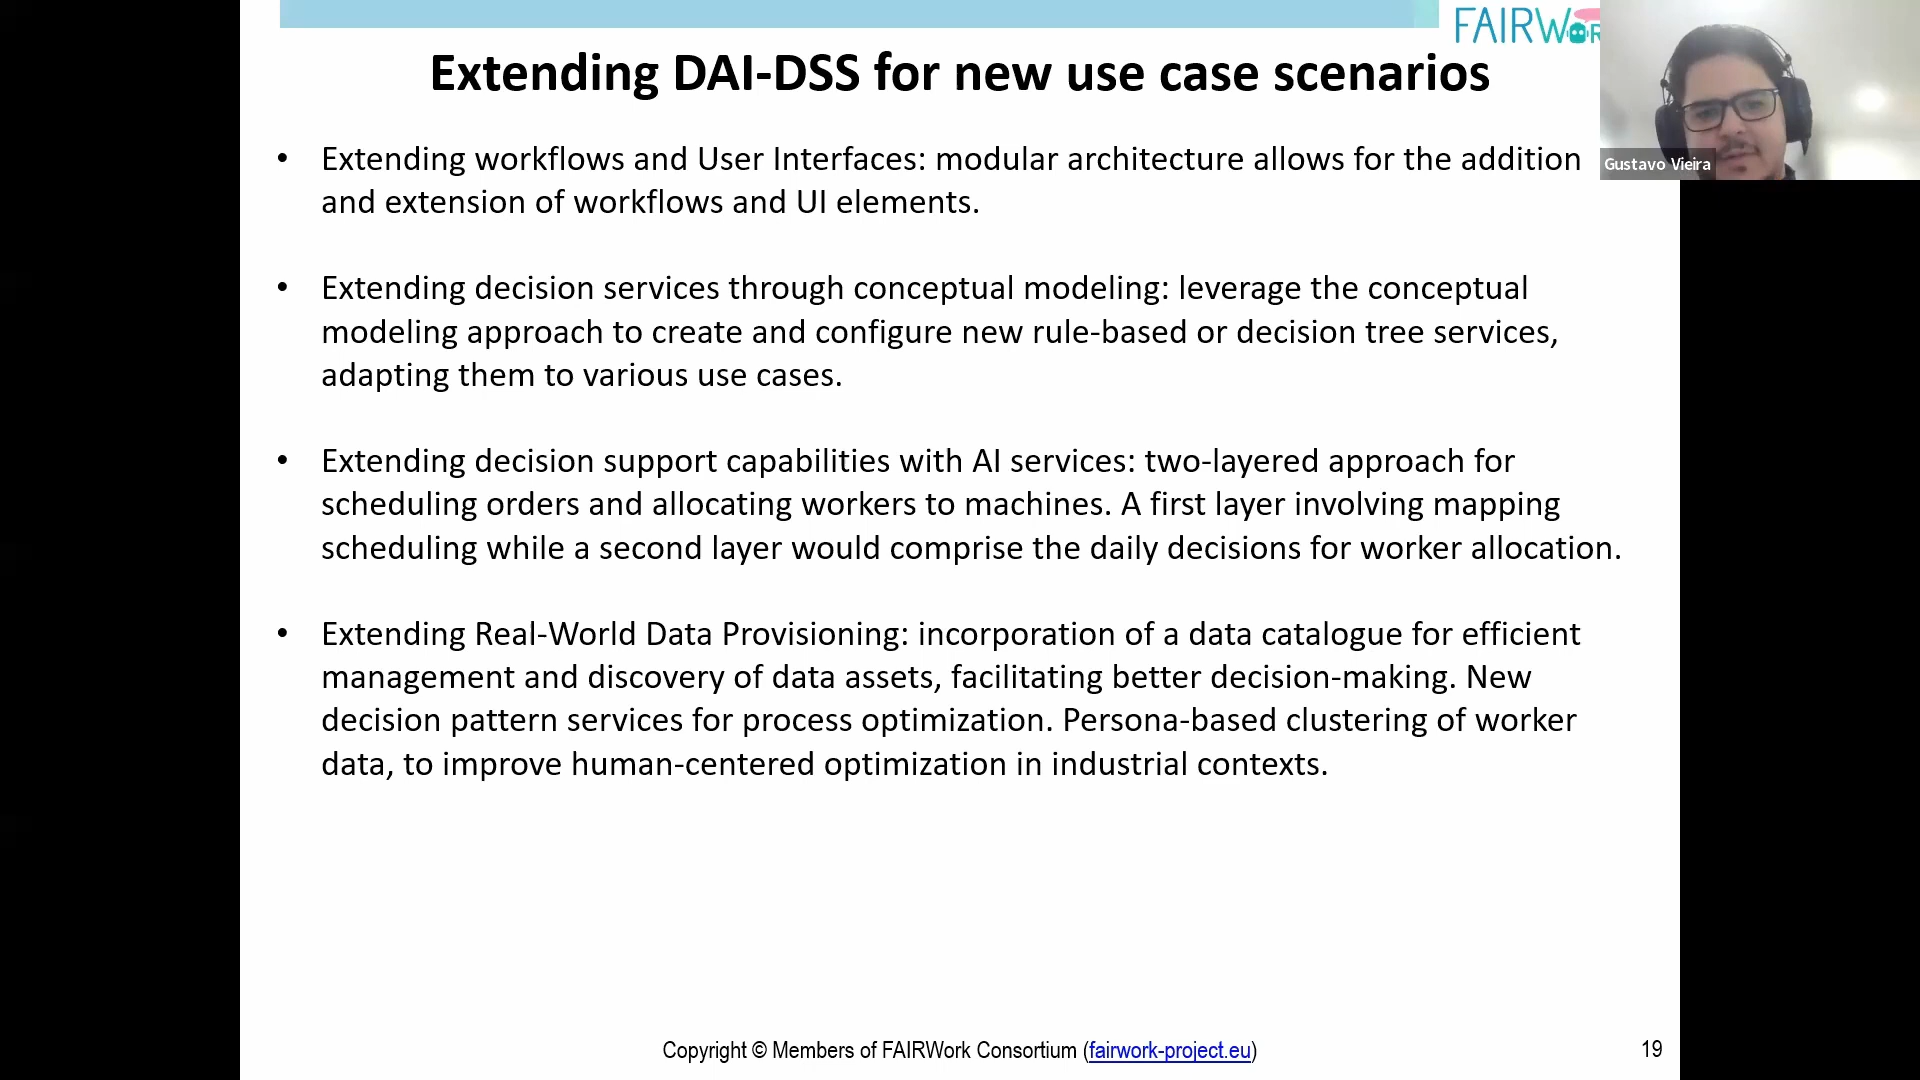 FAIRWor
Extending DAI-DSS for new use case scenarios
Gustavo Vieira
• Extending workflows and User Interfaces: modular architecture allows for the addition
and extension of workflows and UI elements.
• Extending decision services through conceptual modeling: leverage the conceptual
modeling approach to create and configure new rule-based or decision tree services,
adapting them to various use cases.
• Extending decision support capabilities with AI services: two-layered approach for
scheduling orders and allocating workers to machines. A first layer involving mapping
scheduling while a second layer would comprise the daily decisions for worker allocation.
• Extending Real-World Data Provisioning: incorporation of a data catalogue for efficient
management and discovery of data assets, facilitating better decision-making. New
decision pattern services for process optimization. Persona-based clustering of worker
data, to improve human-centered optimization in industrial contexts.
Copyright © Members of FAIRWork Consortium (fairwork-project.eu)
19